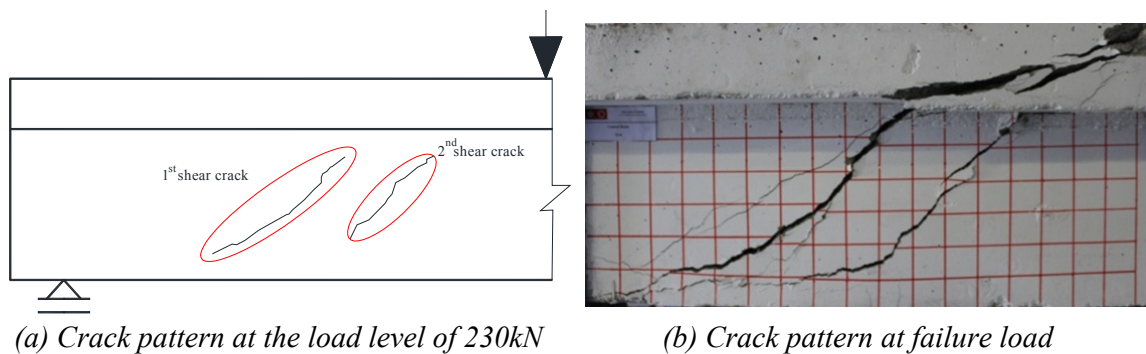 1st shear crack
2nd shear crack
(a) Crack pattern at the load level of 230kN
(b) Crack pattern at failure load